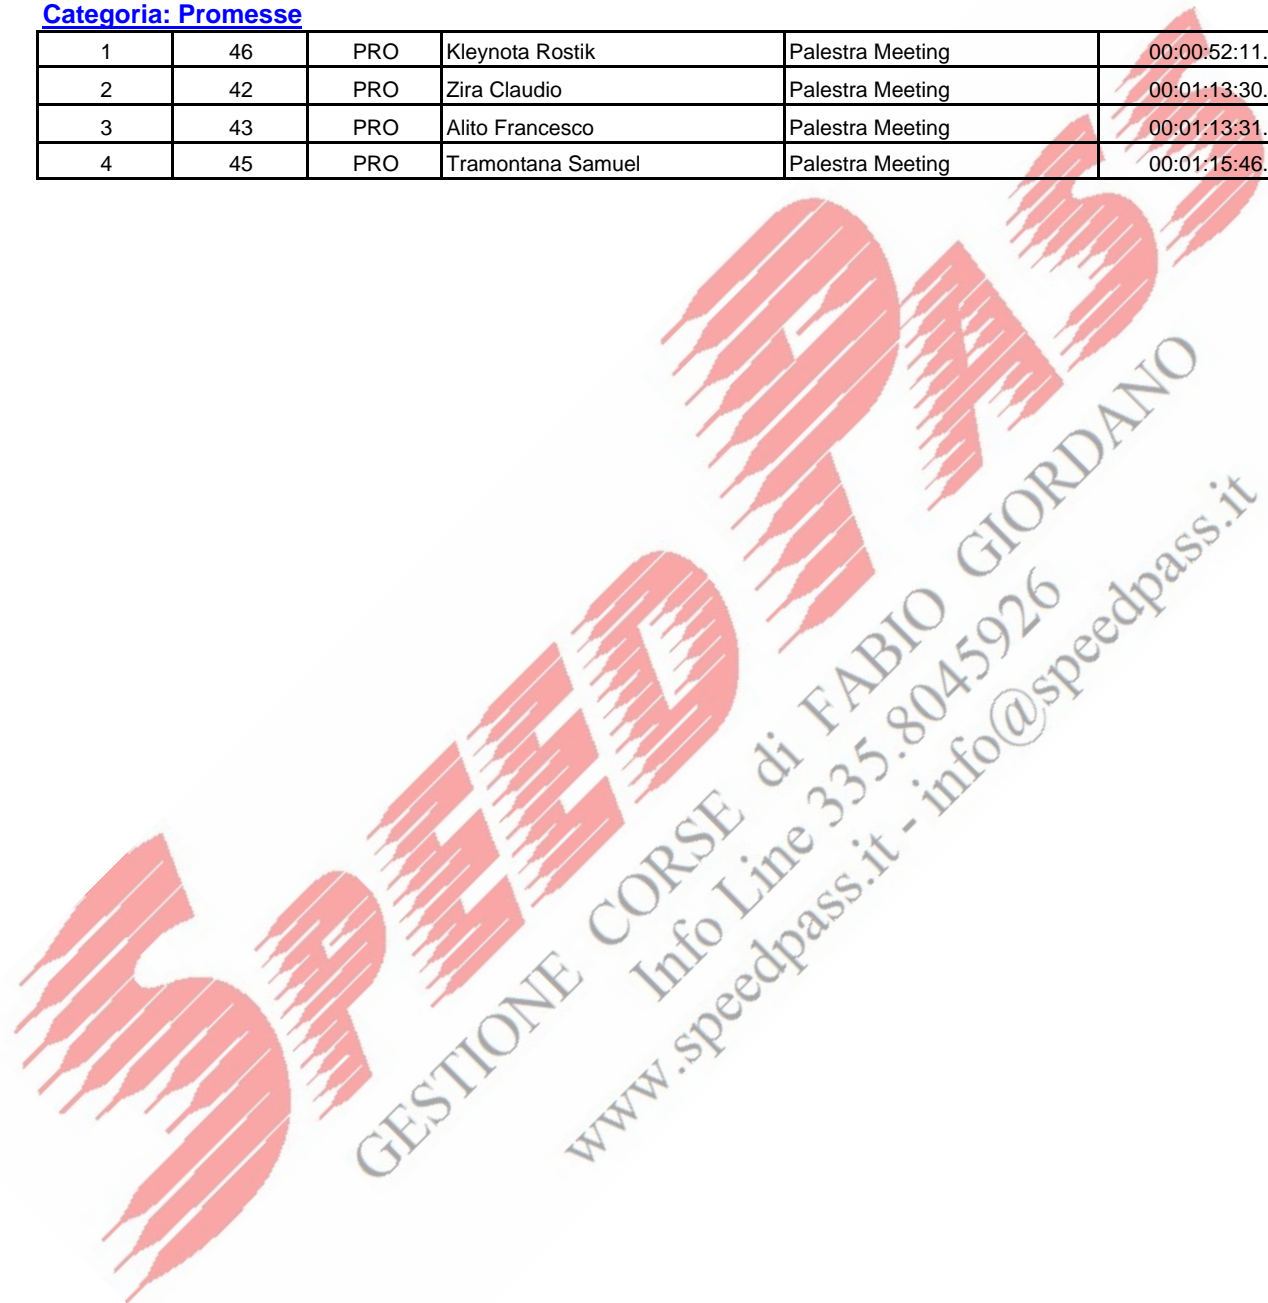 Categoria: Promesse
1 46 PRO Kleynota Rostik Palestra Meeting 00:00:52:11.
2 42 PRO Zira Claudio Palestra Meeting 00:01:13:30.
3 43 PRO Alito Francesco Palestra Meeting 00:01:13:31.
4 45 PRO Tramontana Samuel Palestra Meeting 00:01:15:46.
SPEED PASS
GESTIONE CORSE di FABIO GIORDANO
Info Line 335.8045926
www.speedpass.it - info@speedpass.it